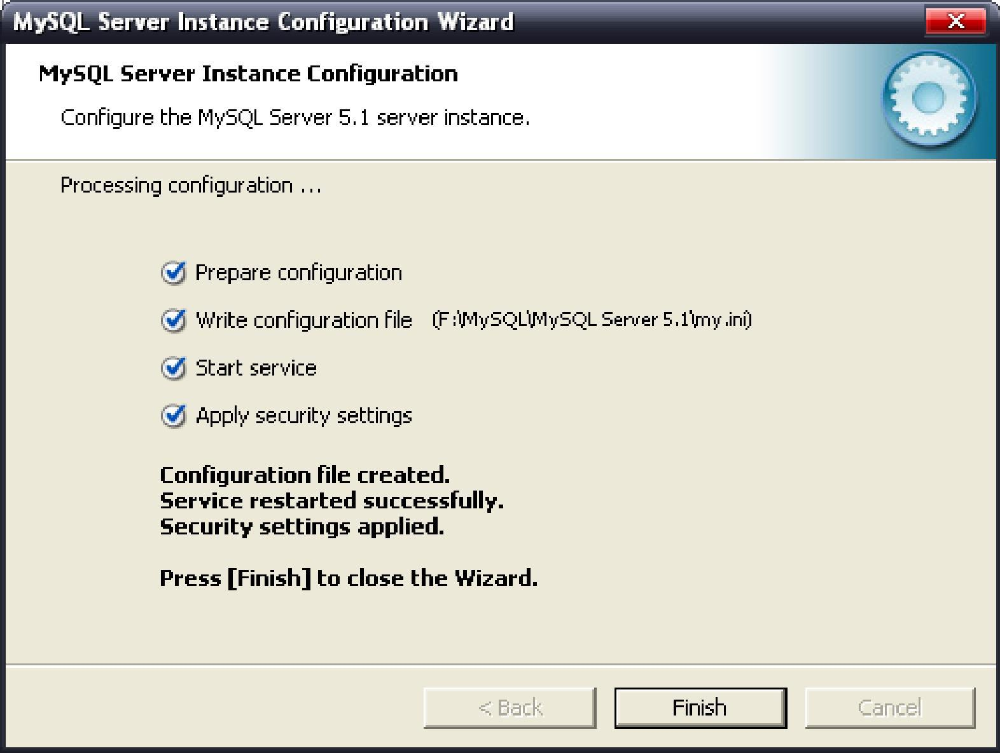 MySQL Server Instance Configuration Wizard
X
MySQL Server Instance Configuration
Configure the MySQL Server 5.1 server instance.
Processing configuration ...
Prepare configuration
Write configuration file (F:\MySQL\MySQL Server 5.1\my.ini)
Start service
Apply security settings
Configuration file created.
Service restarted successfully.
Security settings applied.
Press [Finish] to close the Wizard.
< Back Finish Cancel